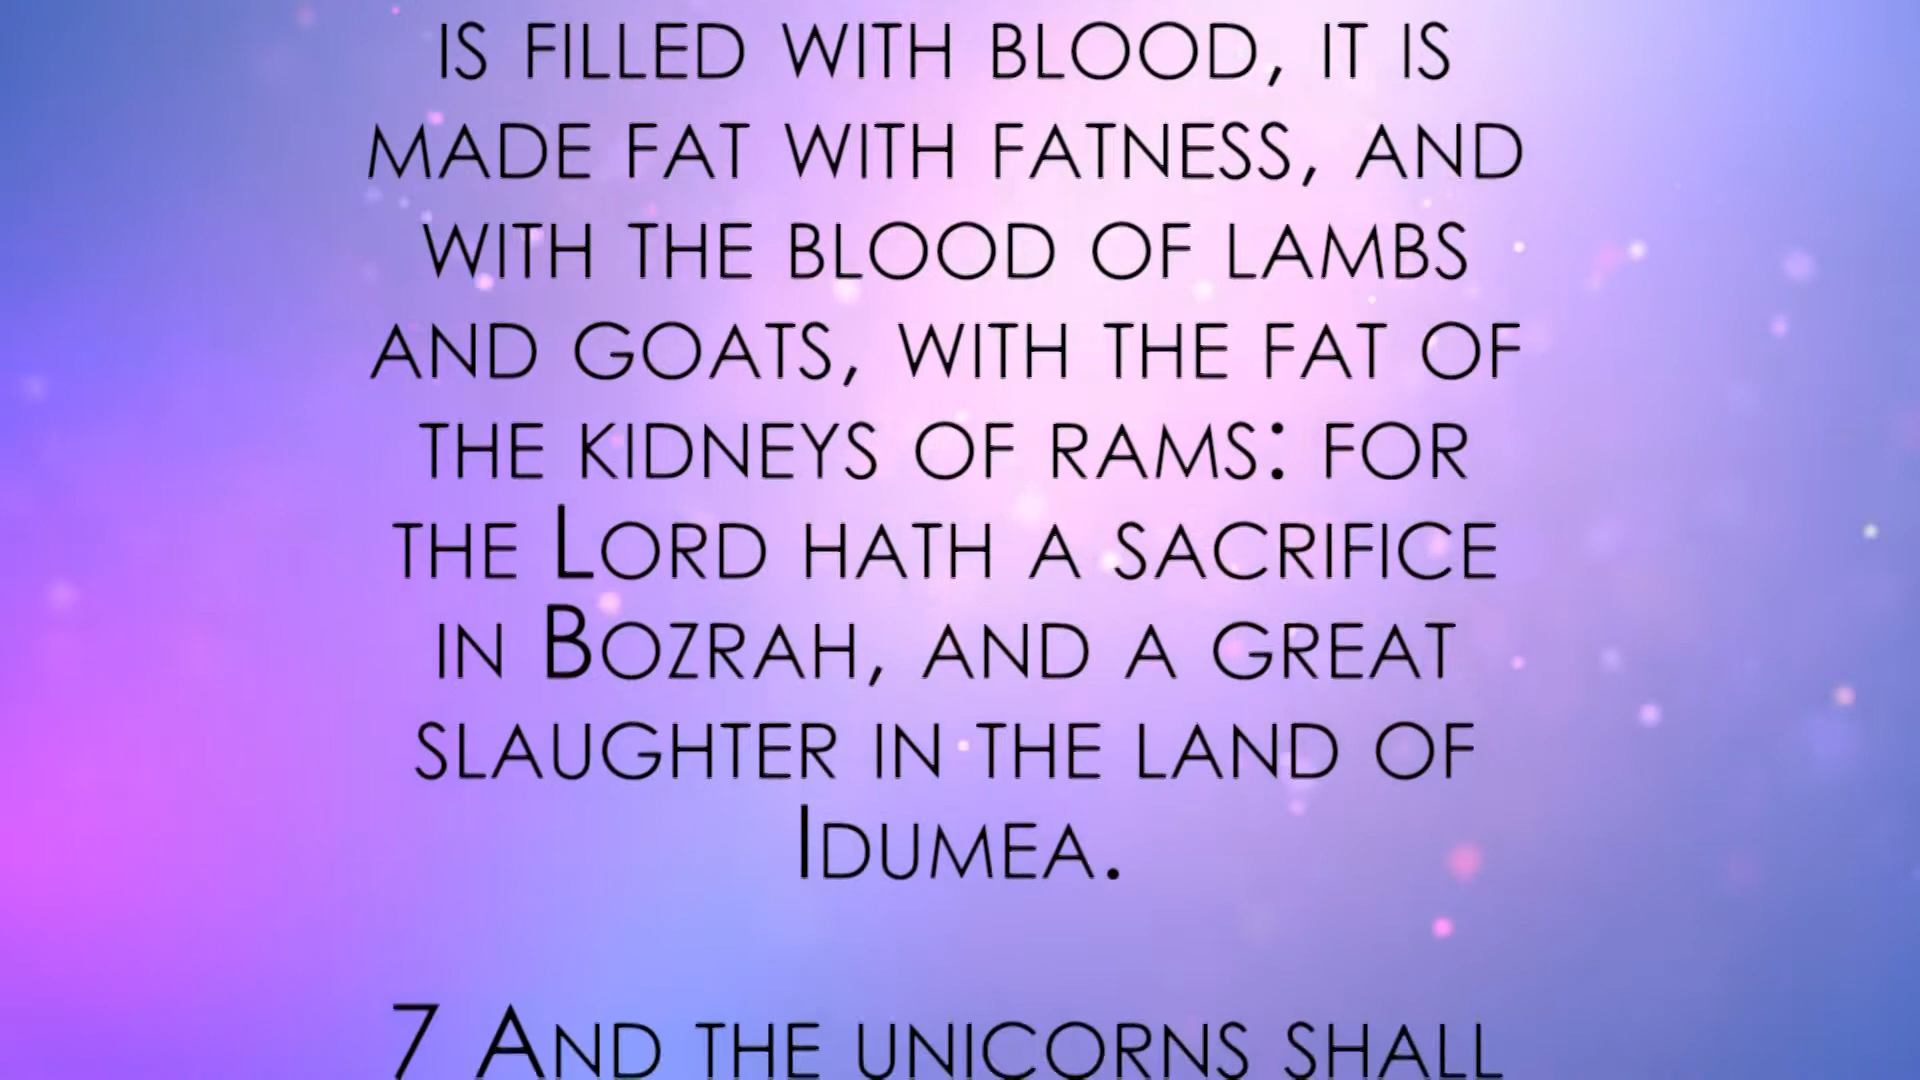 IS FILLED WITH BLOOD, IT IS
MADE FAT WITH FATNESS, AND
WITH THE BLOOD OF LAMBS
AND GOATS, WITH THE FAT OF
THE KIDNEYS OF RAMS: FOR
THE LORD HATH A SACRIFICE
IN BOZRAH, AND A GREAT
SLAUGHTER IN THE LAND OF
IDUMEA.
7 AND THE UNICORNS SHALL